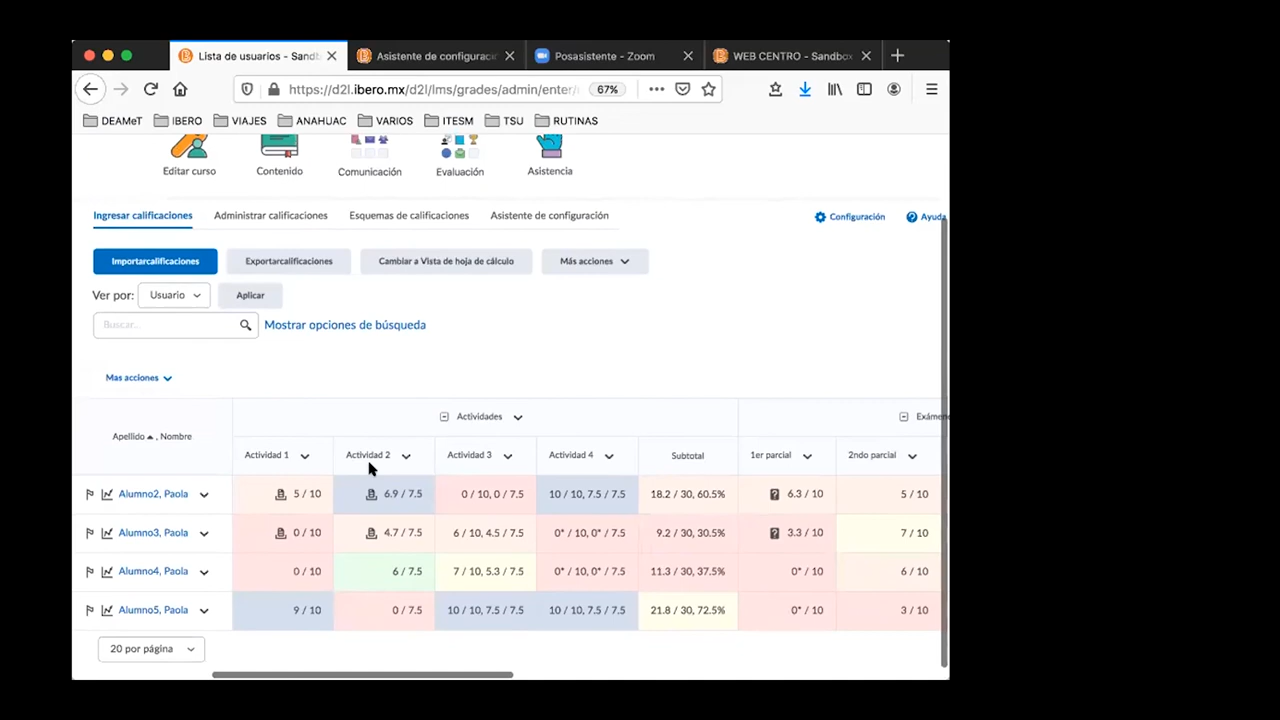 Lista de usuarios - Sandb
Asistente de configuraci
Posasistente - Zoom
WEB CENTRO - Sandbox
https://d2l.ibero.mx/d2l/lms/grades/admin/enter/
67%
DEAMeT IBERO VIAJES ANAHUAC VARIOS ITESM TSU RUTINAS
Editar curso Contenido Comunicación Evaluación Asistencia
Ingresar calificaciones Administrar calificaciones Esquemas de calificaciones Asistente de configuración Configuración Ayuda
Importarcalificaciones Exportarcalificaciones Cambiar a Vista de hoja de cálculo Más acciones
Ver por: Usuario Aplicar
Buscar... Mostrar opciones de búsqueda
Mas acciones
Actividades Exámene
Apellido , Nombre
Actividad 1 Actividad 2 Actividad 3 Actividad 4 Subtotal 1er parcial 2ndo parcial
Alumno2, Paola 5 / 10 6.9 / 7.5 0 / 10, 0 / 7.5 10 / 10, 7.5 / 7.5 18.2 / 30, 60.5% 6.3 / 10 5 / 10
Alumno3, Paola 0 / 10 4.7 / 7.5 6 / 10, 4.5 / 7.5 0* / 10, 0* / 7.5 9.2 / 30, 30.5% 3.3 / 10 7 / 10
Alumno4, Paola 0 / 10 6 / 7.5 7 / 10, 5.3 / 7.5 0* / 10, 0* / 7.5 11.3 / 30, 37.5% 0* / 10 6 / 10
Alumno5, Paola 9 / 10 0 / 7.5 10 / 10, 7.5 / 7.5 10 / 10, 7.5 / 7.5 21.8 / 30, 72.5% 0* / 10 3 / 10
20 por página